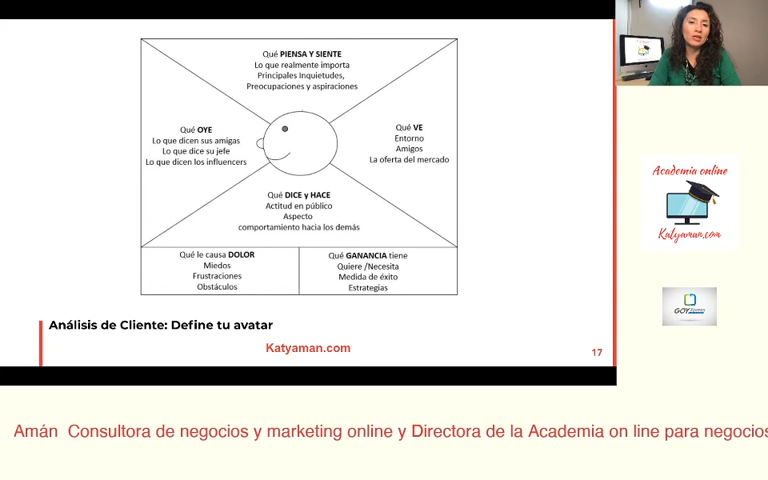 Qué PIENSA Y SIENTE
Lo que realmente importa
Principales Inquietudes,
Preocupaciones y aspiraciones
Qué OYE
Lo que dicen sus amigas
Lo que dice su jefe
Lo que dicen los influencers
Qué VE
Entorno
Amigos
La oferta del mercado
Qué DICE y HACE
Actitud en público
Aspecto
comportamiento hacia los demás
Qué le causa DOLOR
Miedos
Frustraciones
Obstáculos
Qué GANANCIA tiene
Quiere /Necesita
Medida de éxito
Estrategias
Análisis de Cliente: Define tu avatar
Katyaman.com
17
Academia online
Katyaman.com
Amán Consultora de negocios y marketing online y Directora de la Academia on line para negocios